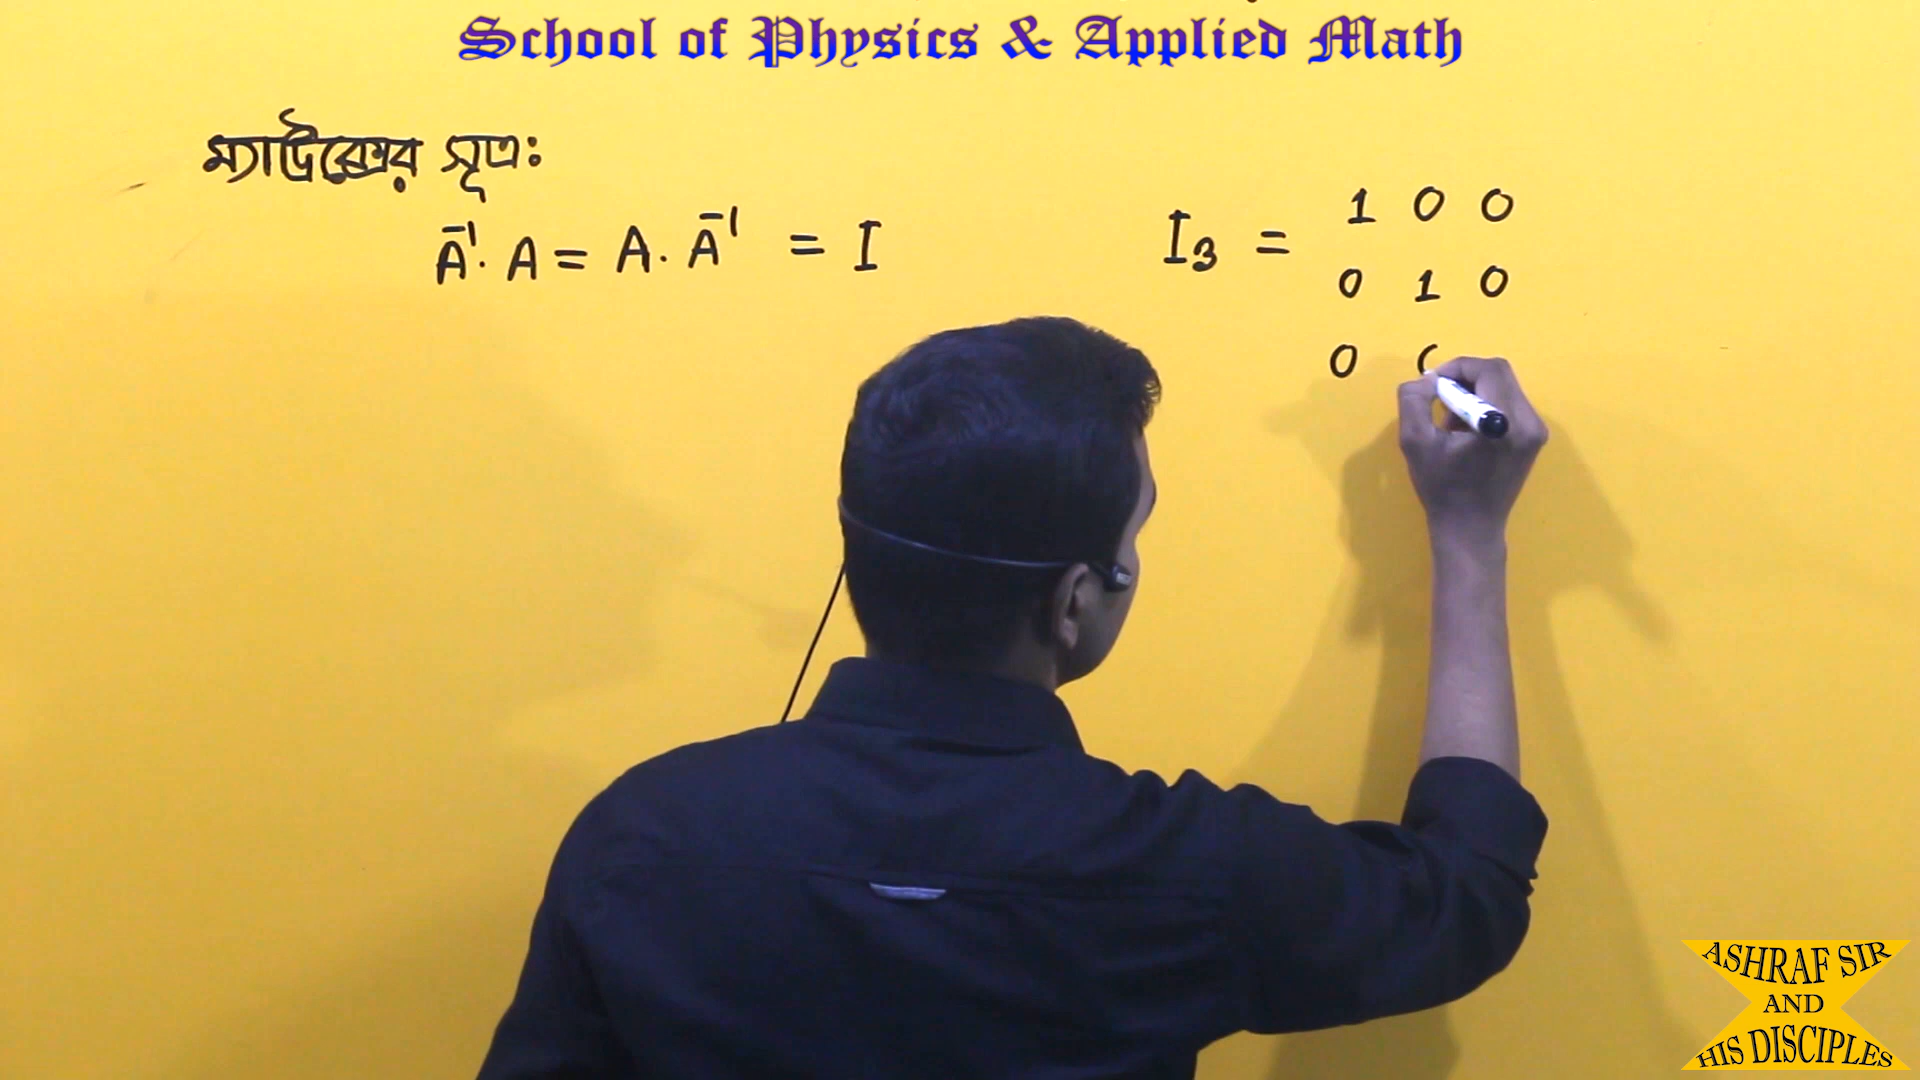 School of Physics & Applied Math
ম্যাট্রিক্সের সূত্র:
A⁻¹. A = A. A⁻¹ = I
I₃ =
1 0 0
0 1 0
0
ASHRAF SIR
AND
HIS DISCIPLES